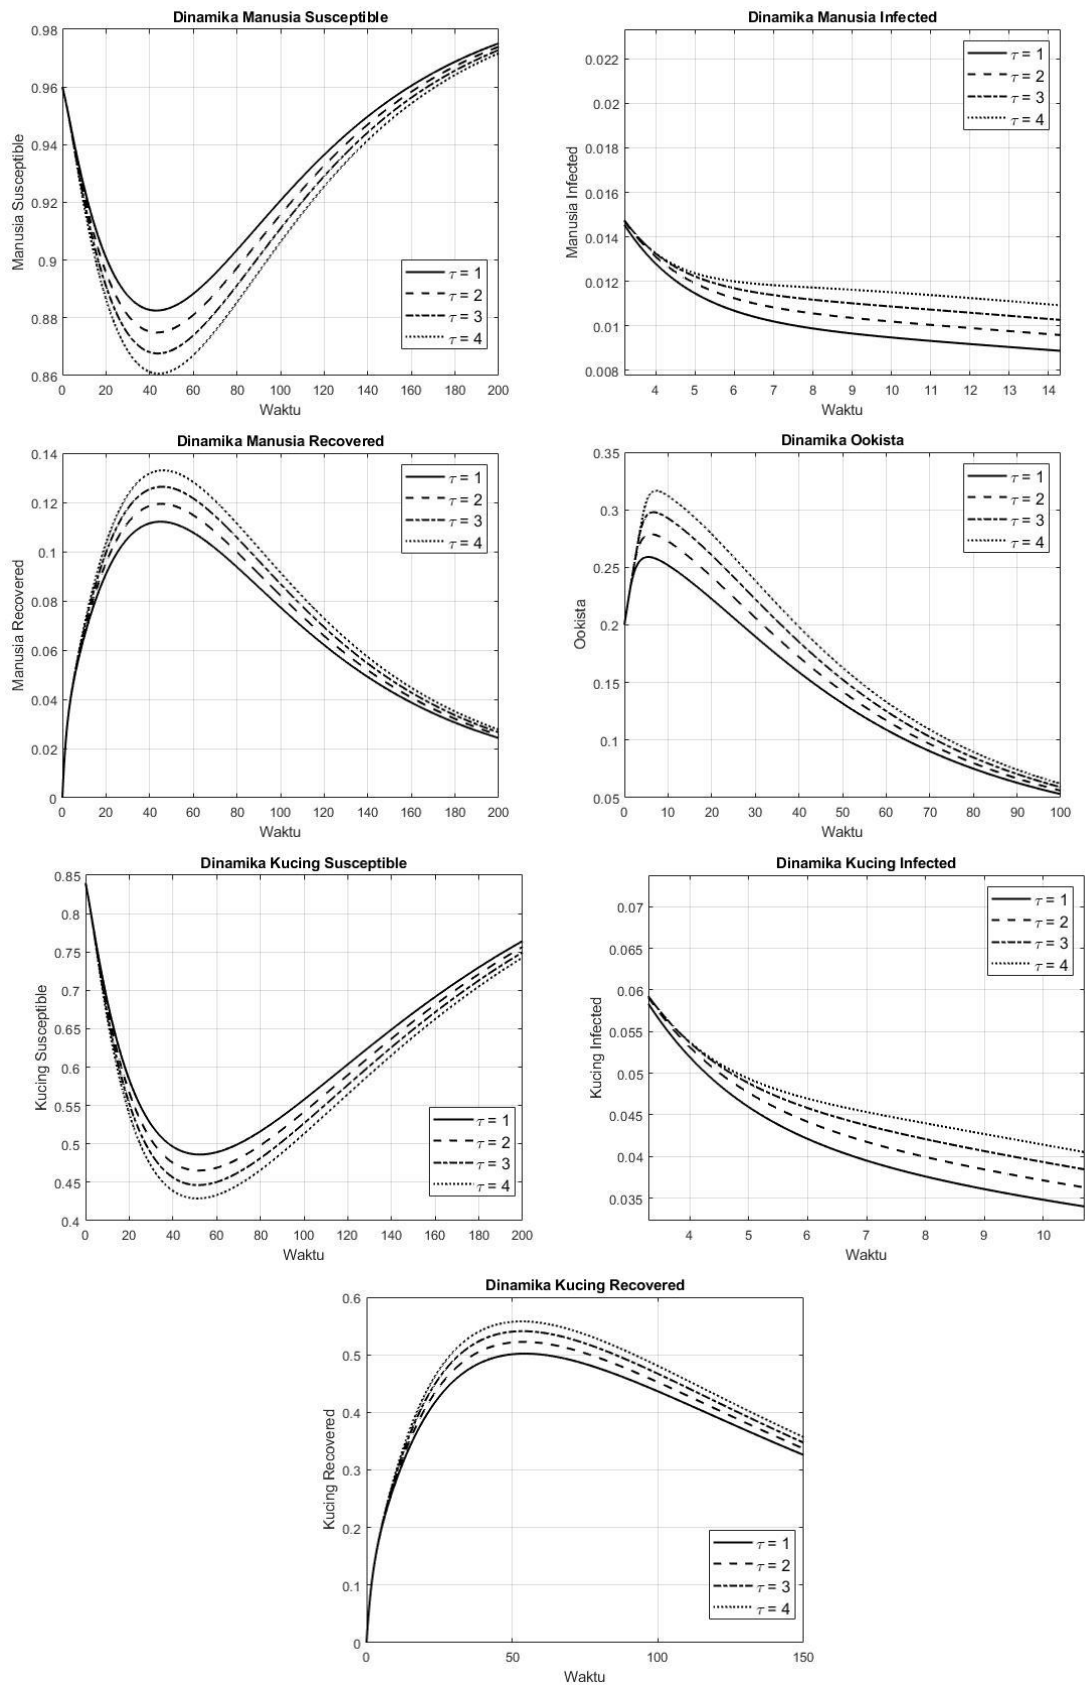 Dinamika Manusia Susceptible
Manusia Susceptible
0.98
0.96
0.94
0.92
0.9
0.88
0.86
0 20 40 60 80 100 120 140 160 180 200
Waktu
τ = 1
τ = 2
τ = 3
τ = 4
Dinamika Manusia Infected
Manusia Infected
0.022
0.02
0.018
0.016
0.014
0.012
0.01
0.008
4 5 6 7 8 9 10 11 12 13 14
Waktu
τ = 1
τ = 2
τ = 3
τ = 4
Dinamika Manusia Recovered
Manusia Recovered
0.14
0.12
0.1
0.08
0.06
0.04
0.02
0
0 20 40 60 80 100 120 140 160 180 200
Waktu
τ = 1
τ = 2
τ = 3
τ = 4
Dinamika Ookista
Ookista
0.35
0.3
0.25
0.2
0.15
0.1
0.05
0 10 20 30 40 50 60 70 80 90 100
Waktu
τ = 1
τ = 2
τ = 3
τ = 4
Dinamika Kucing Susceptible
Kucing Susceptible
0.85
0.8
0.75
0.7
0.65
0.6
0.55
0.5
0.45
0.4
0 20 40 60 80 100 120 140 160 180 200
Waktu
τ = 1
τ = 2
τ = 3
τ = 4
Dinamika Kucing Infected
Kucing Infected
0.07
0.065
0.06
0.055
0.05
0.045
0.04
0.035
4 5 6 7 8 9 10
Waktu
τ = 1
τ = 2
τ = 3
τ = 4
Dinamika Kucing Recovered
Kucing Recovered
0.6
0.5
0.4
0.3
0.2
0.1
0
0 50 100 150
Waktu
τ = 1
τ = 2
τ = 3
τ = 4